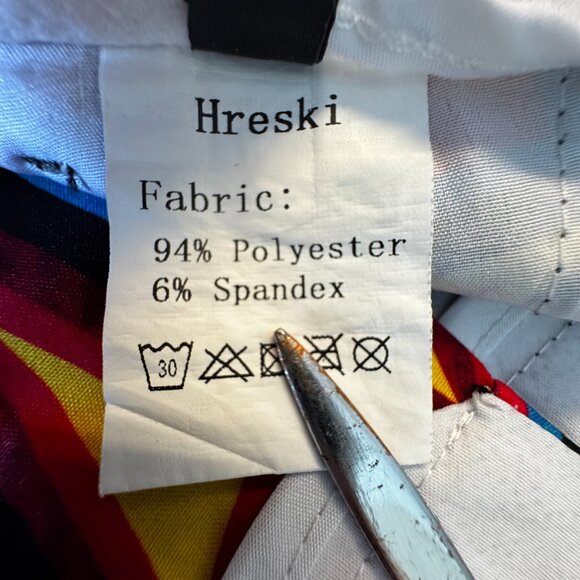 Hreski
Fabric:
94% Polyester
6% Spandex
30